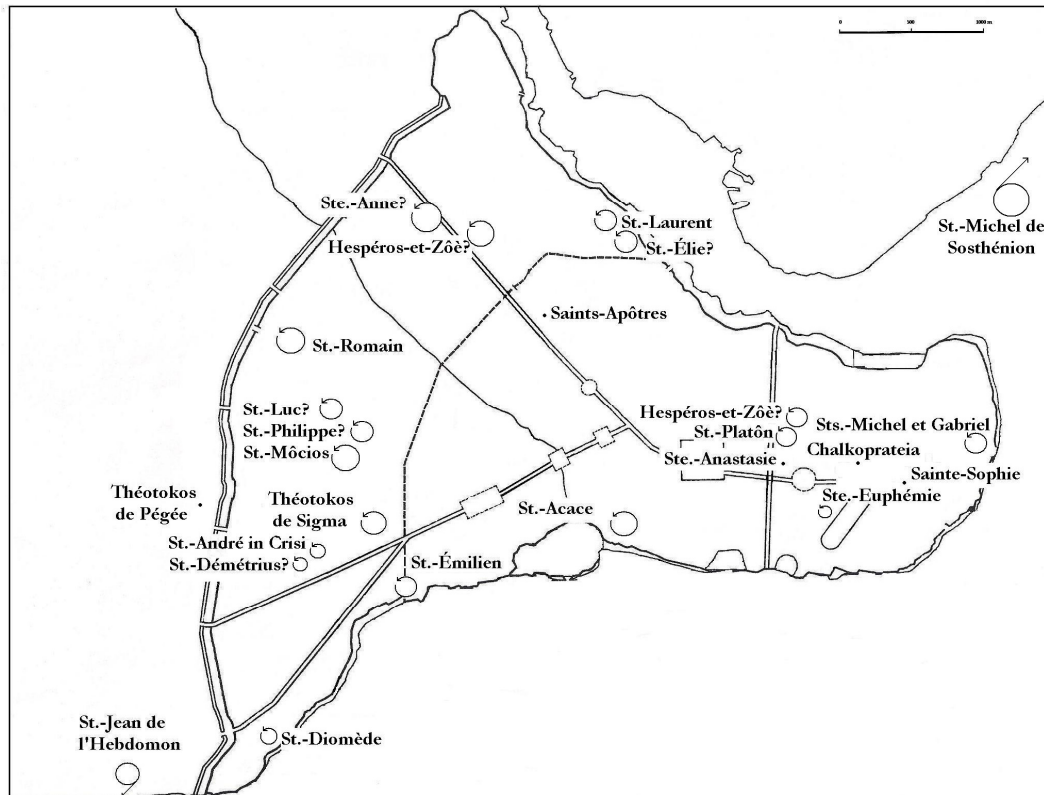 0 500 1000 m
Ste.-Anne?
Hespéros-et-Zôè?
St.-Laurent
St.-Élie?
St.-Michel de
Sosthénion
Saints-Apôtres
St.-Romain
St.-Luc?
St.-Philippe?
St.-Môcios
Hespéros-et-Zôè?
St.-Platôn
Ste.-Anastasie
Sts.-Michel et Gabriel
Chalkoprateia
Sainte-Sophie
Ste.-Euphémie
Théotokos
de Pégée
Théotokos
de Sigma
St.-Acace
St.-André in Crisi
St.-Démétrius?
St.-Émilien
St.-Jean de
l'Hebdomon
St.-Diomède